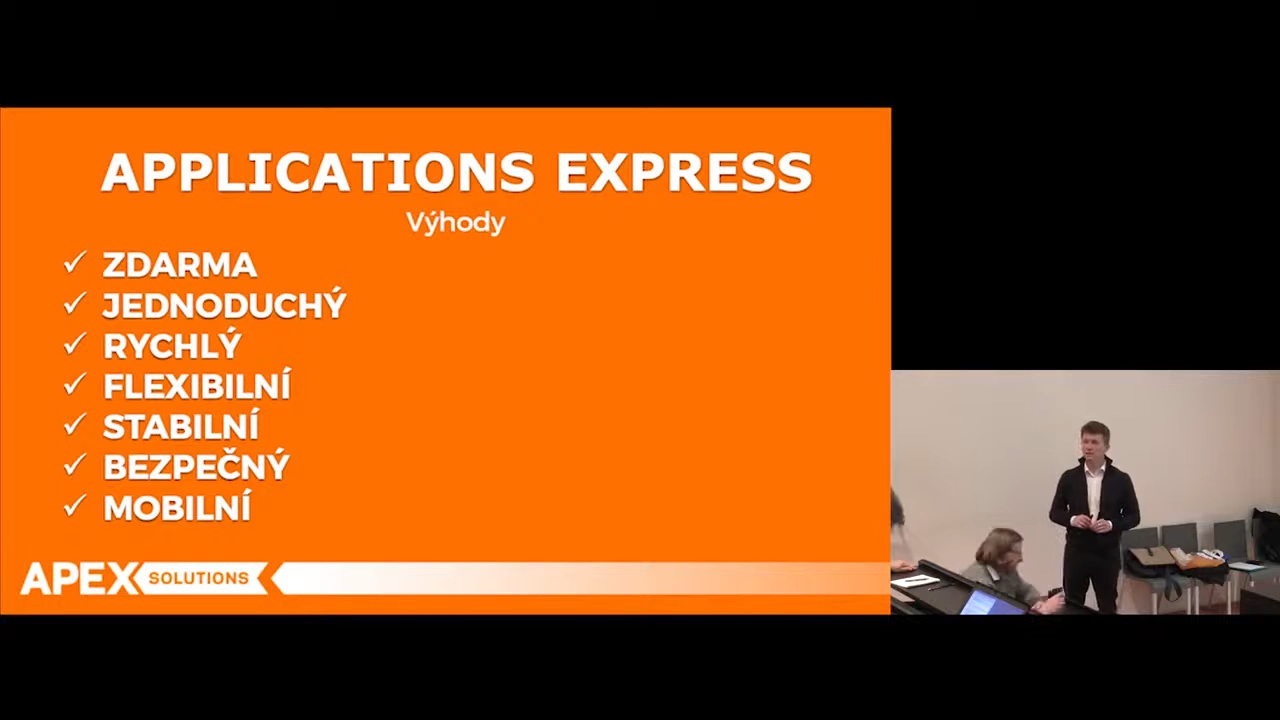 APPLICATIONS EXPRESS
Výhody
✓ ZDARMA
✓ JEDNODUCHÝ
✓ RYCHLÝ
✓ FLEXIBILNÍ
✓ STABILNÍ
✓ BEZPEČNÝ
✓ MOBILNÍ
APEX SOLUTIONS